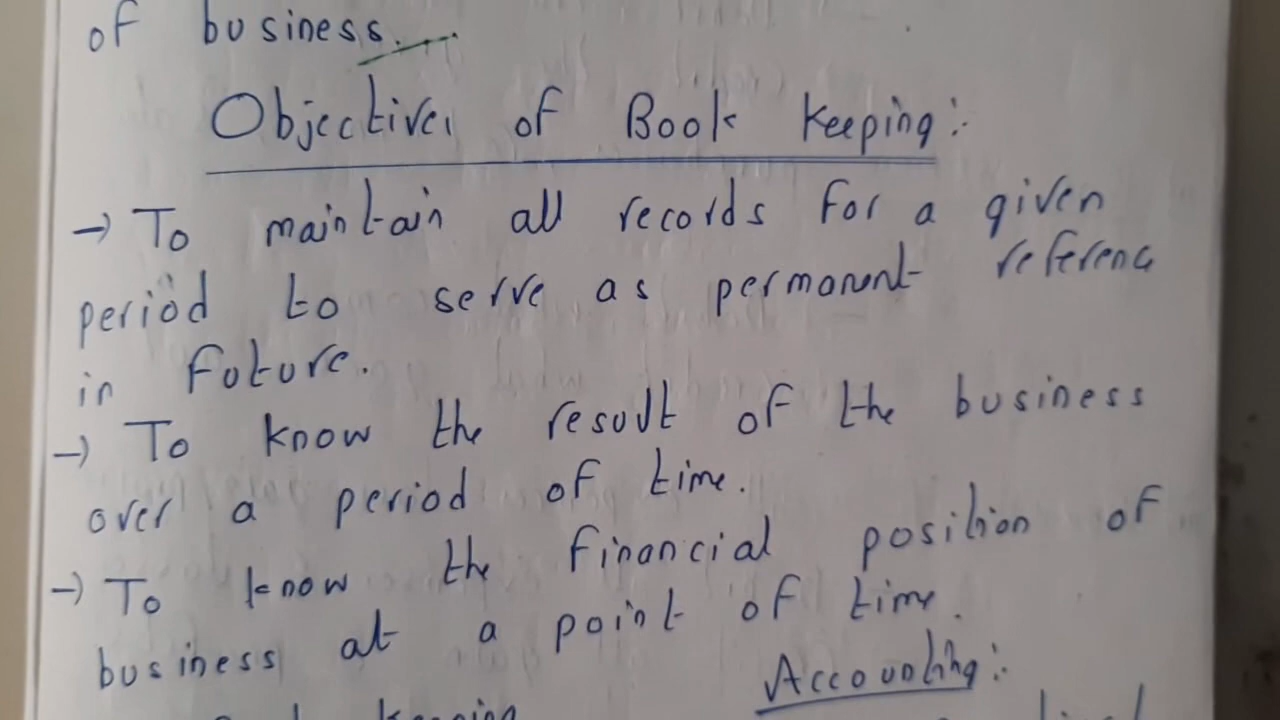 of business.
Objectives of Book Keeping:-
→ To maintain all records for a given
period to serve as permanent reference
in future.
→ To know the result of the business
over a period of time.
→ To know the financial position of
business at a point of time.
Accounting:-
keeping